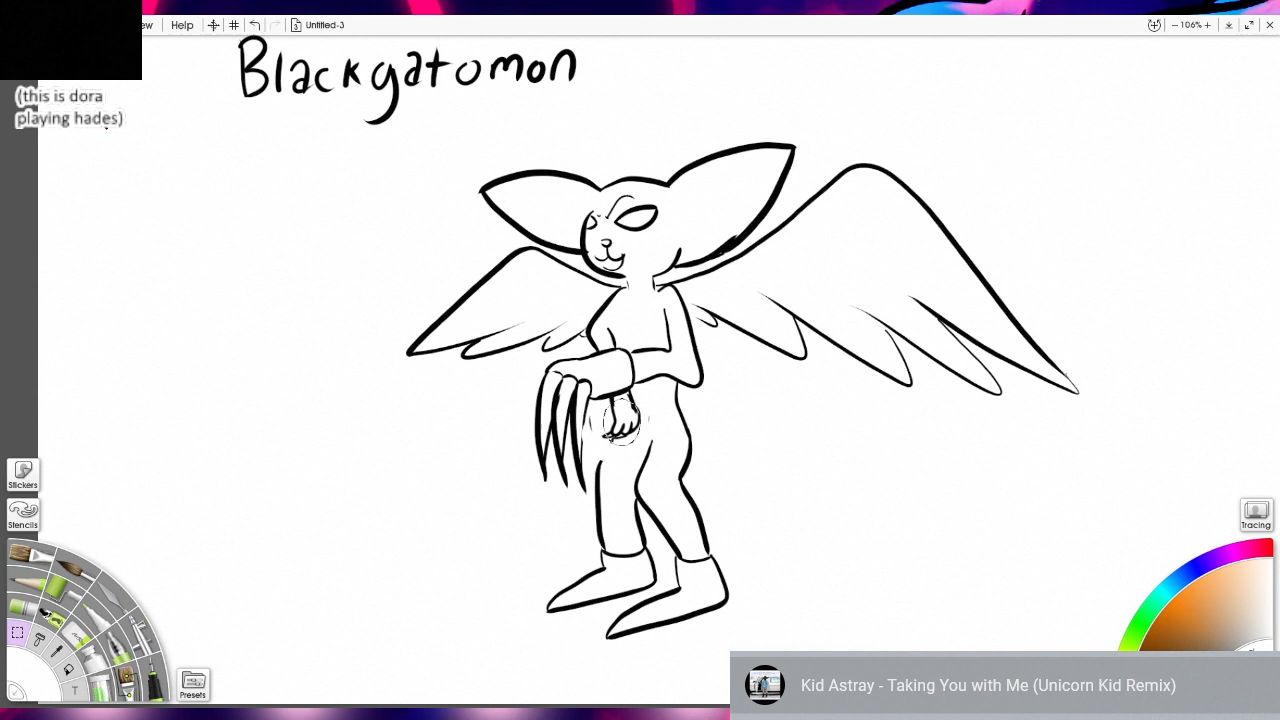 ew Help Untitled-3 106%
Blackgatomon
(this is dora
playing hades)
Stickers
Stencils
Tracing
Presets
Kid Astray - Taking You with Me (Unicorn Kid Remix)